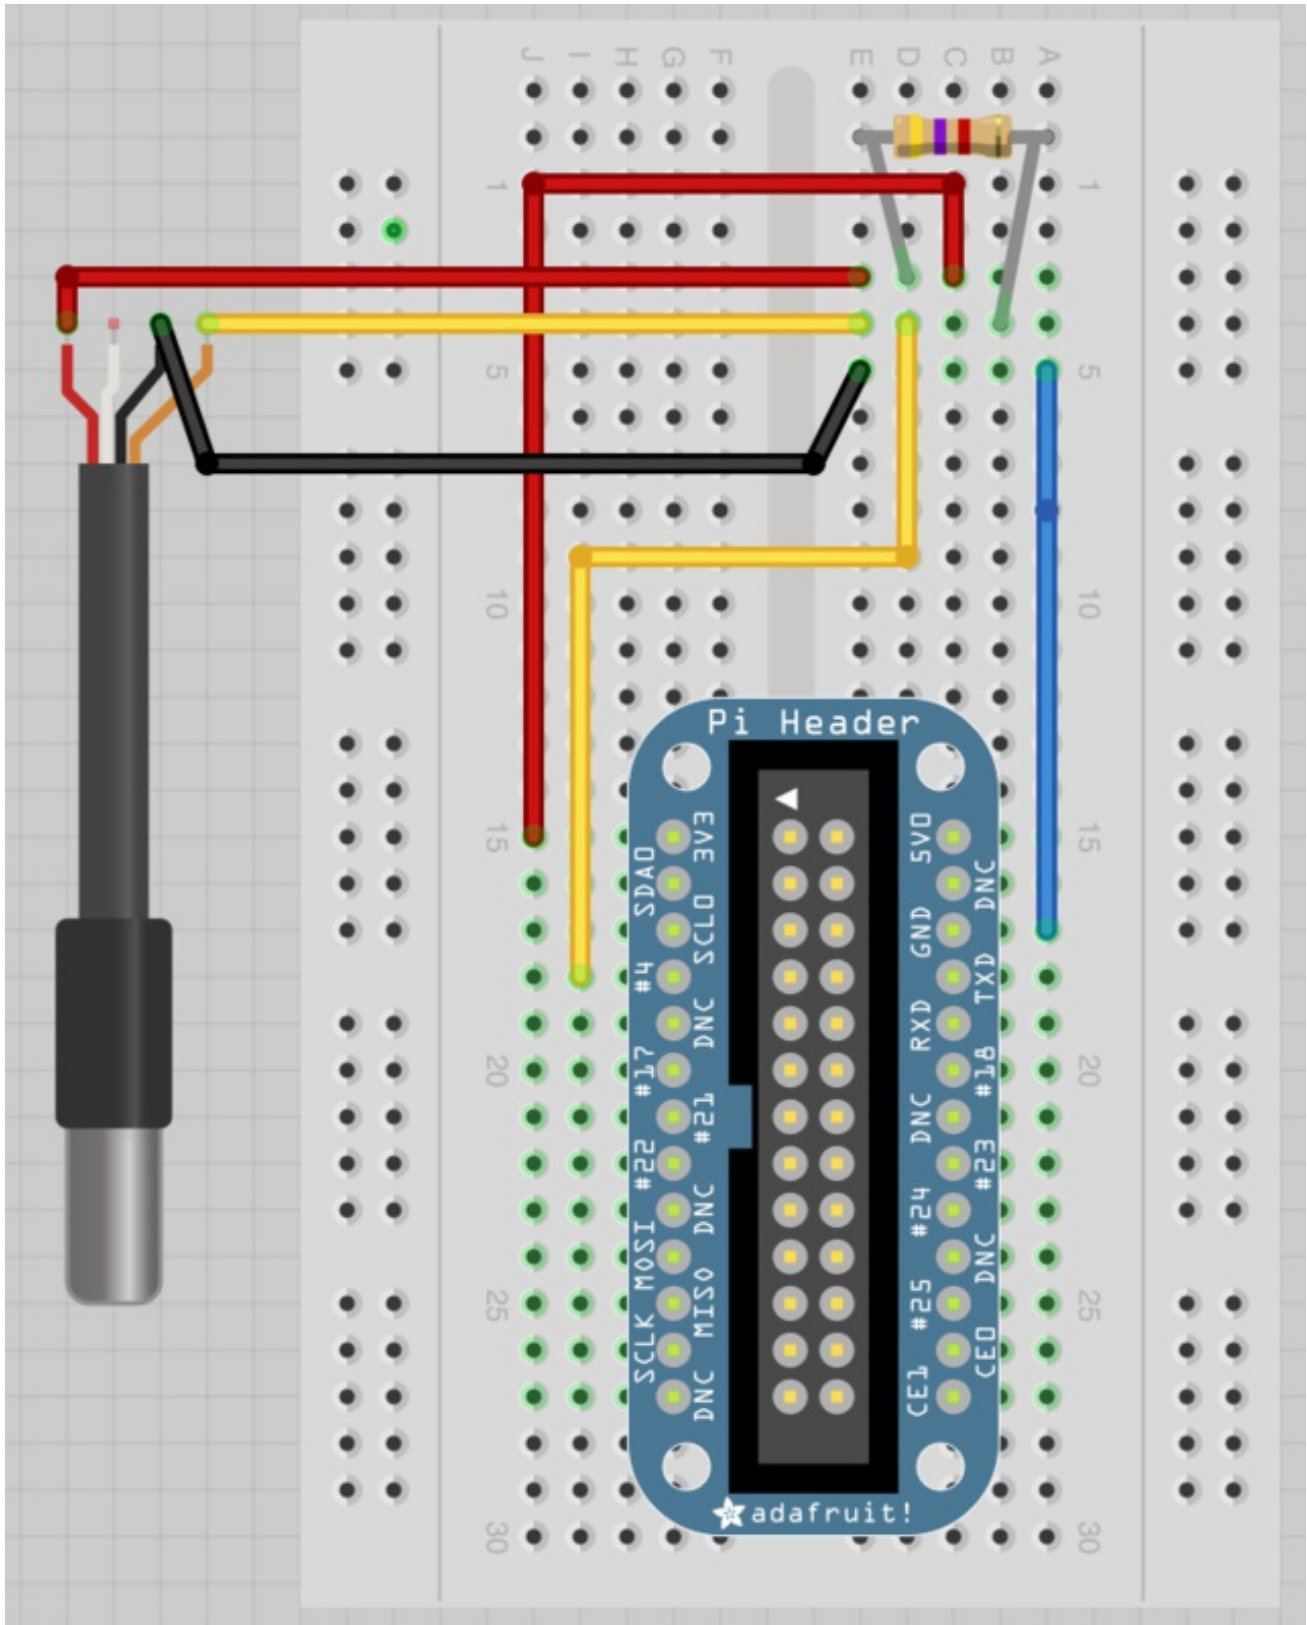 J I H G F E D C B A
1 1
5 5
10 10
Pi Header
15 3V3 5V0 15
SDA0 DNC
SCL0 GND
#4 TXD
DNC RXD
20 #17 #18 20
#21 DNC
#22 #23
DNC #24
MOSI DNC
25 MISO #25 25
SCLK CE0
DNC CE1
adafruit!
30 30